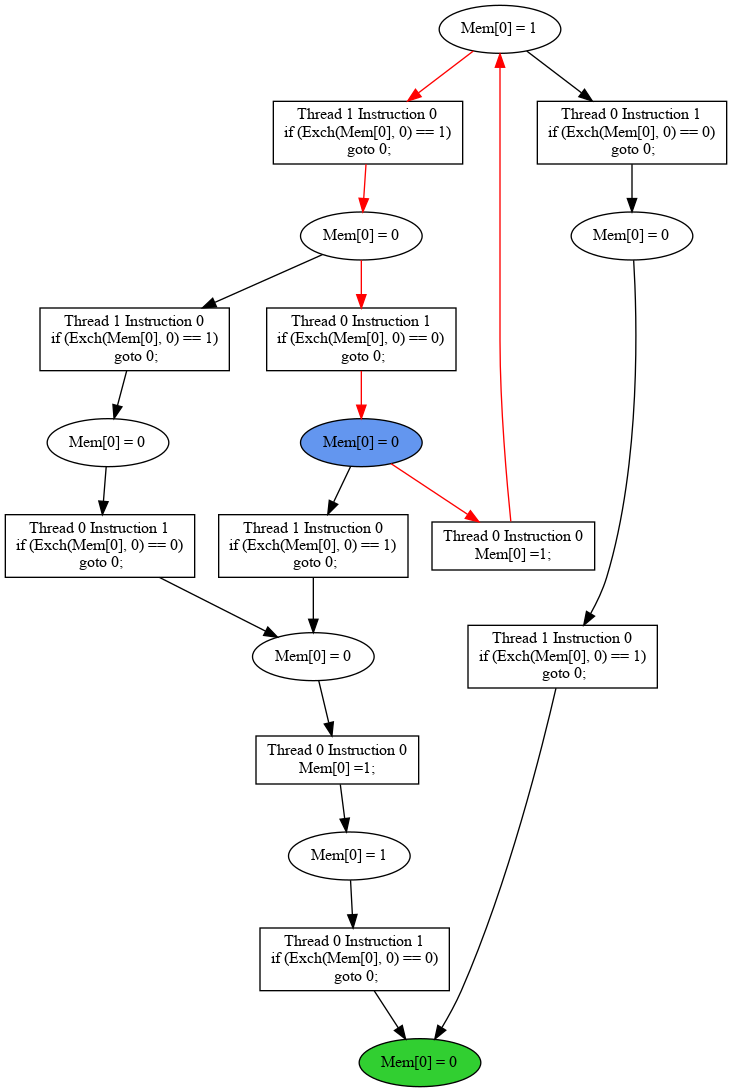 Mem[0] = 1
Thread 1 Instruction 0
if (Exch(Mem[0], 0) == 1)
goto 0;
Thread 0 Instruction 1
if (Exch(Mem[0], 0) == 0)
goto 0;
Mem[0] = 0
Mem[0] = 0
Thread 1 Instruction 0
if (Exch(Mem[0], 0) == 1)
goto 0;
Thread 0 Instruction 1
if (Exch(Mem[0], 0) == 0)
goto 0;
Mem[0] = 0
Mem[0] = 0
Thread 0 Instruction 1
if (Exch(Mem[0], 0) == 0)
goto 0;
Thread 1 Instruction 0
if (Exch(Mem[0], 0) == 1)
goto 0;
Thread 0 Instruction 0
Mem[0] =1;
Mem[0] = 0
Thread 1 Instruction 0
if (Exch(Mem[0], 0) == 1)
goto 0;
Thread 0 Instruction 0
Mem[0] =1;
Mem[0] = 1
Thread 0 Instruction 1
if (Exch(Mem[0], 0) == 0)
goto 0;
Mem[0] = 0